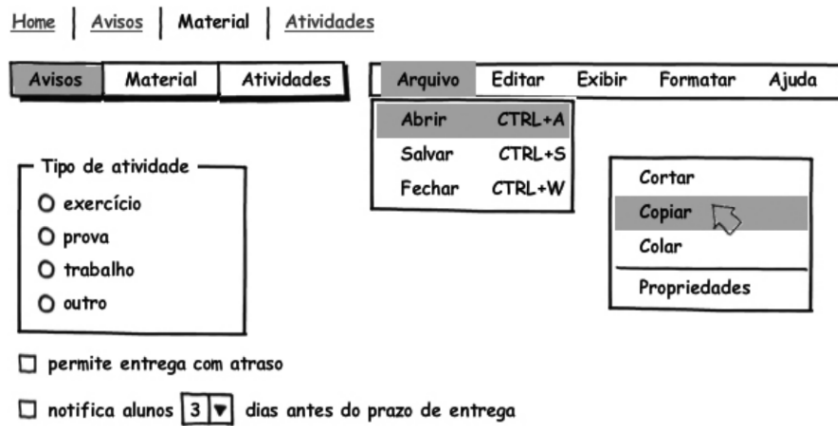 Home | Avisos | Material | Atividades
Avisos Material Atividades
Arquivo Editar Exibir Formatar Ajuda
Abrir CTRL+A
Salvar CTRL+S
Fechar CTRL+W
Cortar
Copiar
Colar
Propriedades
Tipo de atividade
exercício
prova
trabalho
outro
permite entrega com atraso
notifica alunos 3 dias antes do prazo de entrega